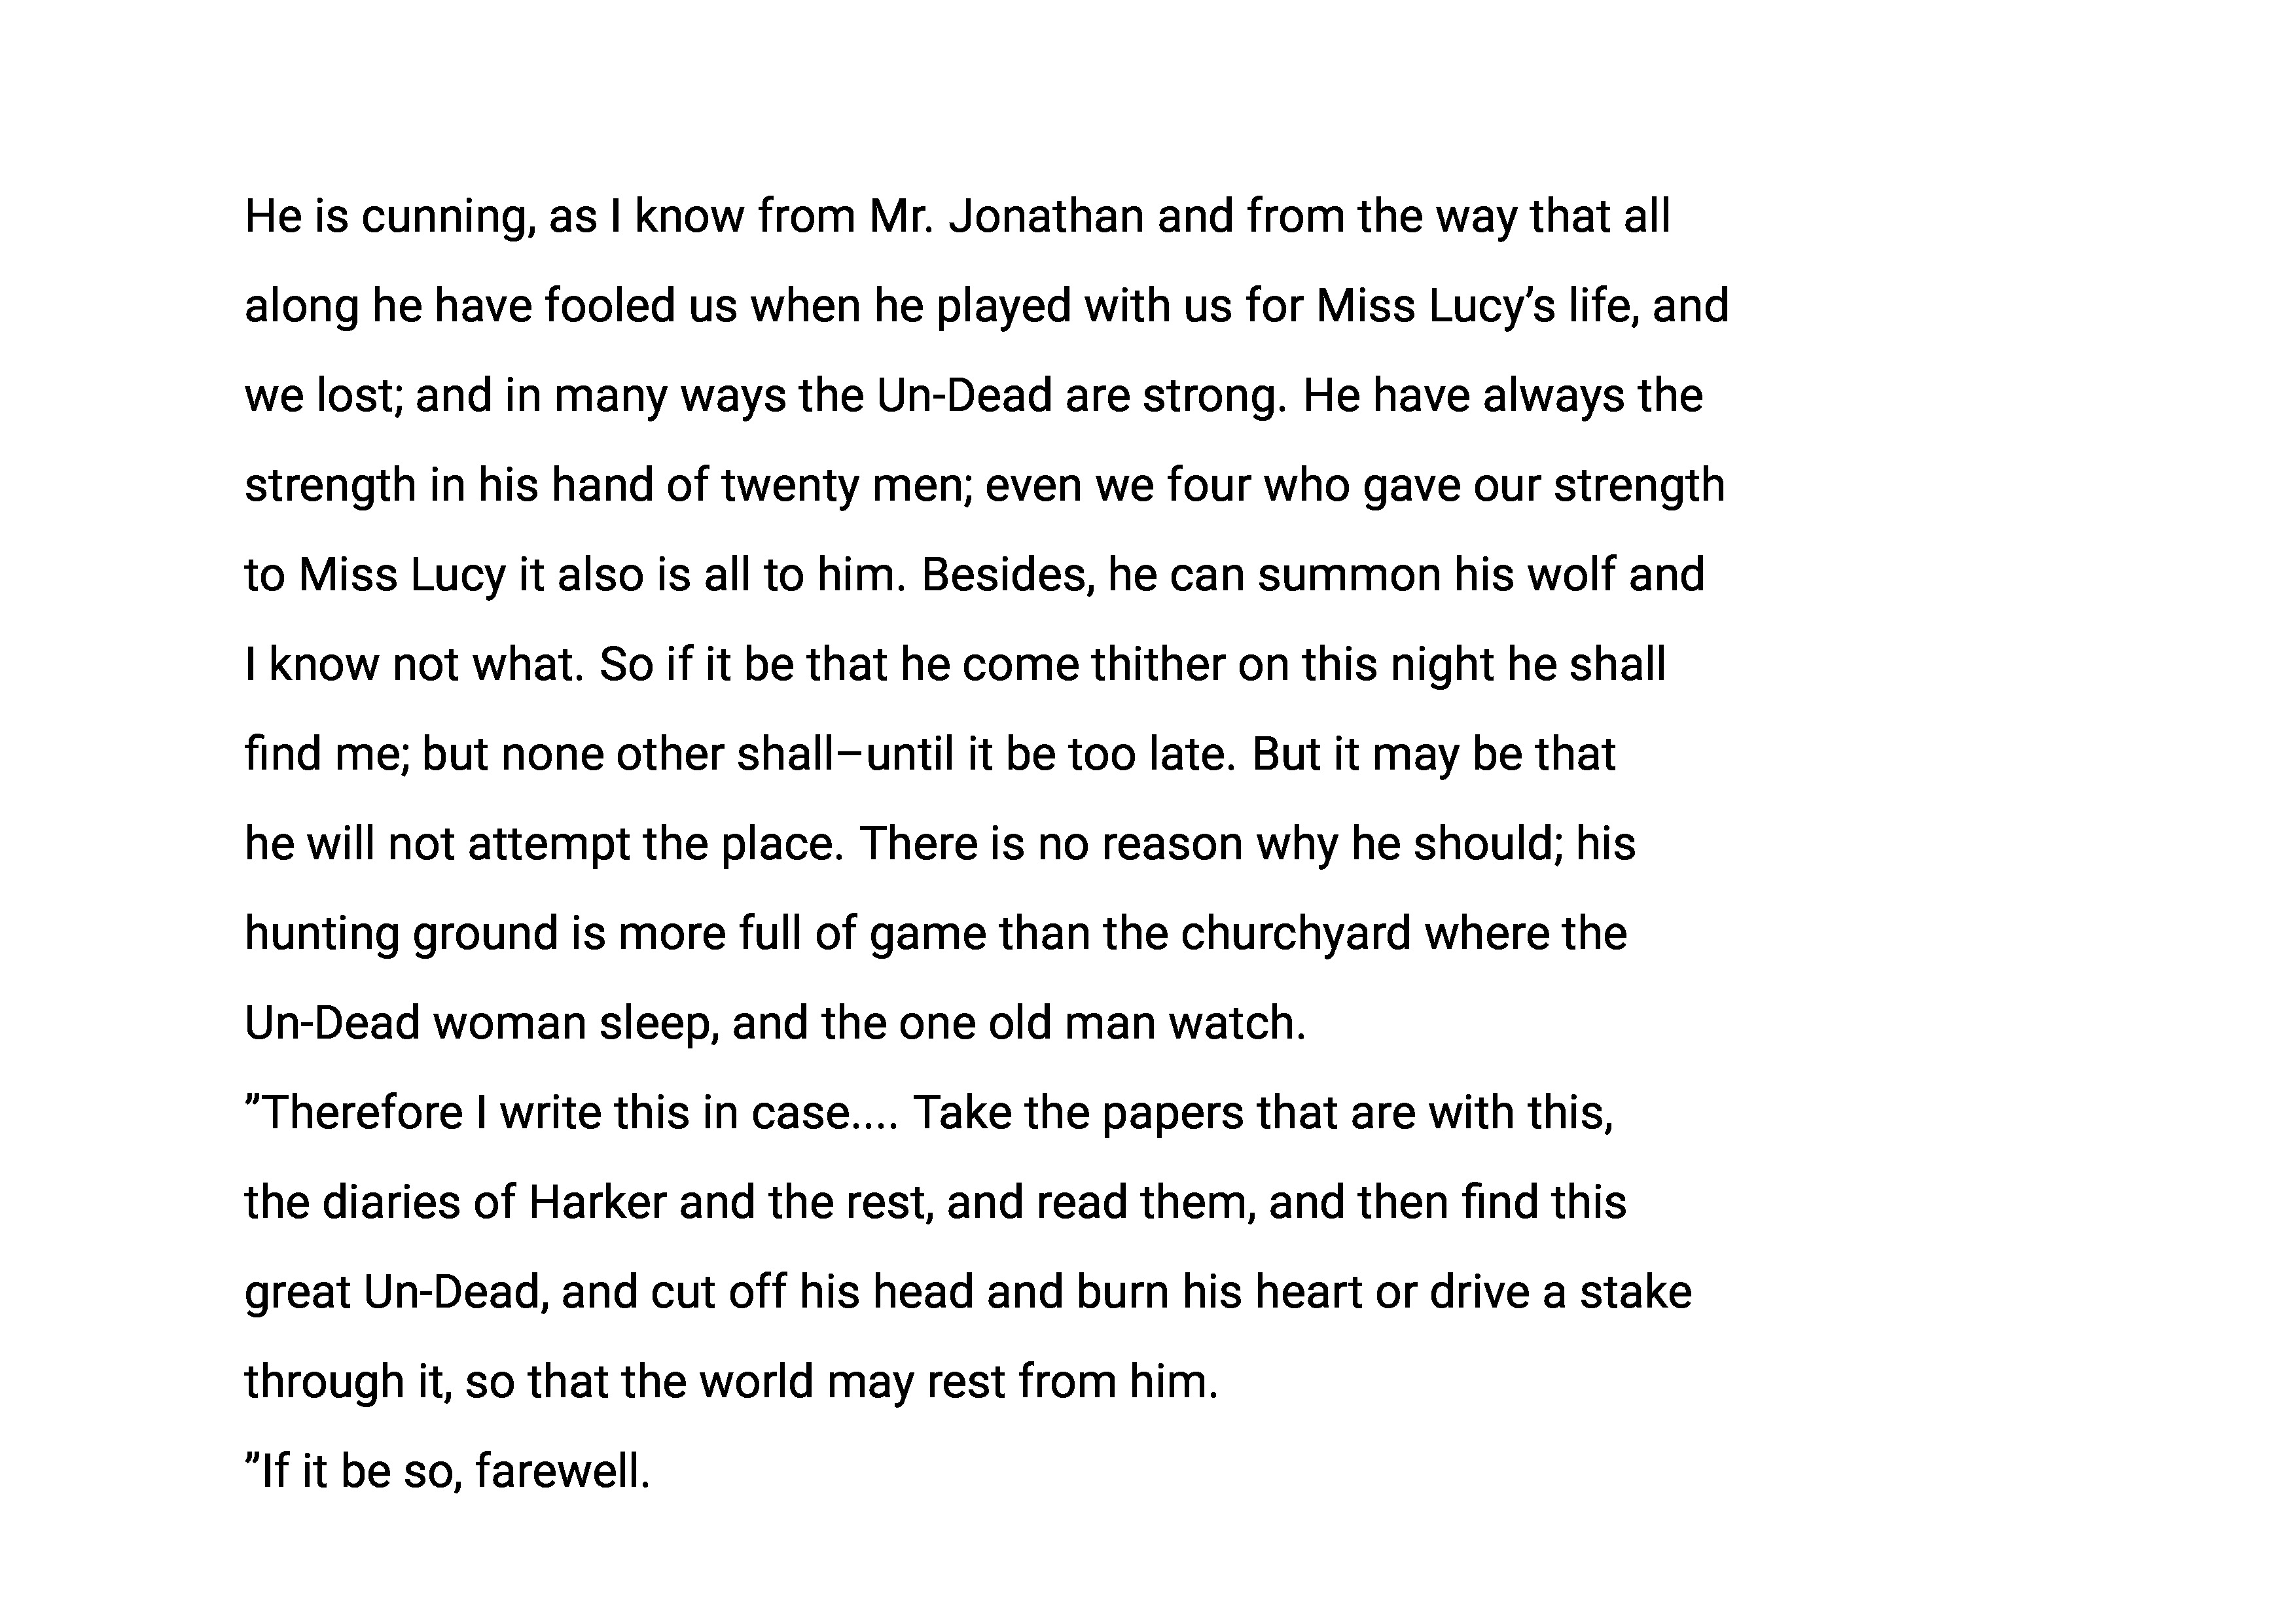 He is cunning, as I know from Mr. Jonathan and from the way that all
along he have fooled us when he played with us for Miss Lucy’s life, and
we lost; and in many ways the Un-Dead are strong. He have always the
strength in his hand of twenty men; even we four who gave our strength
to Miss Lucy it also is all to him. Besides, he can summon his wolf and
I know not what. So if it be that he come thither on this night he shall
find me; but none other shall–until it be too late. But it may be that
he will not attempt the place. There is no reason why he should; his
hunting ground is more full of game than the churchyard where the
Un-Dead woman sleep, and the one old man watch.
”Therefore I write this in case.... Take the papers that are with this,
the diaries of Harker and the rest, and read them, and then find this
great Un-Dead, and cut off his head and burn his heart or drive a stake
through it, so that the world may rest from him.
”If it be so, farewell.